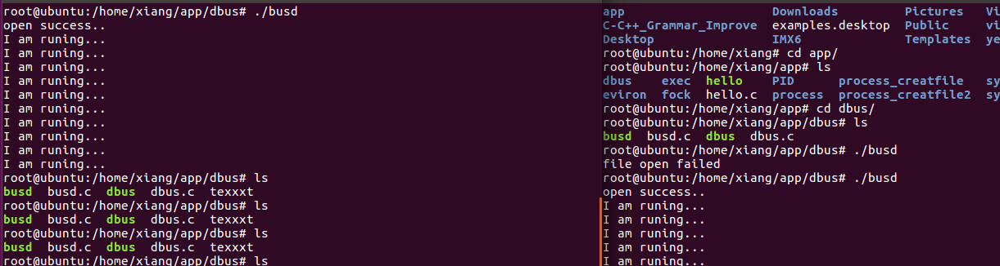 root@ubuntu:/home/xiang/app/dbus# ./busd
open success..
I am runing...
I am runing...
I am runing...
I am runing...
I am runing...
I am runing...
I am runing...
I am runing...
I am runing...
I am runing...
root@ubuntu:/home/xiang/app/dbus# ls
busd  busd.c  dbus  dbus.c  texxxt
root@ubuntu:/home/xiang/app/dbus# ls
busd  busd.c  dbus  dbus.c  texxxt
root@ubuntu:/home/xiang/app/dbus# ls
busd  busd.c  dbus  dbus.c  texxxt
root@ubuntu:/home/xiang/app/dbus# ls
app                    Downloads         Pictures   Vi
C-C++_Grammar_Improve  examples.desktop  Public     vi
Desktop                IMX6              Templates  ye
root@ubuntu:/home/xiang# cd app/
root@ubuntu:/home/xiang/app# ls
dbus    exec  hello    PID      process_creatfile   sy
eviron  fock  hello.c  process  process_creatfile2  sy
root@ubuntu:/home/xiang/app# cd dbus/
root@ubuntu:/home/xiang/app/dbus# ls
busd  busd.c  dbus  dbus.c
root@ubuntu:/home/xiang/app/dbus# ./busd
file open failed
root@ubuntu:/home/xiang/app/dbus# ./busd
open success..
I am runing...
I am runing...
I am runing...
I am runing...
I am runing...